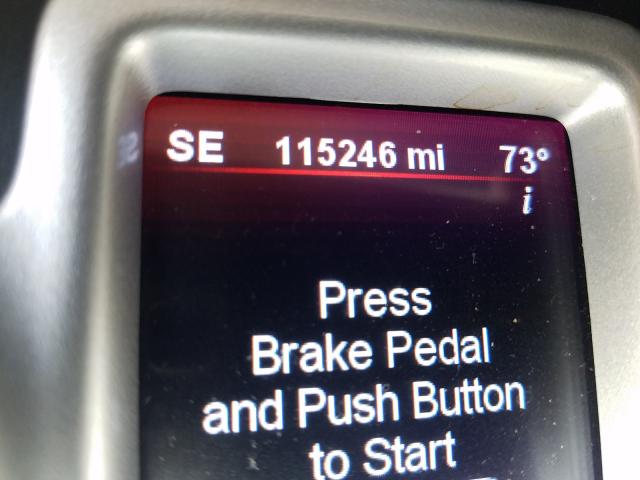 SE 115246 mi 73°
i
Press
Brake Pedal
and Push Button
to Start